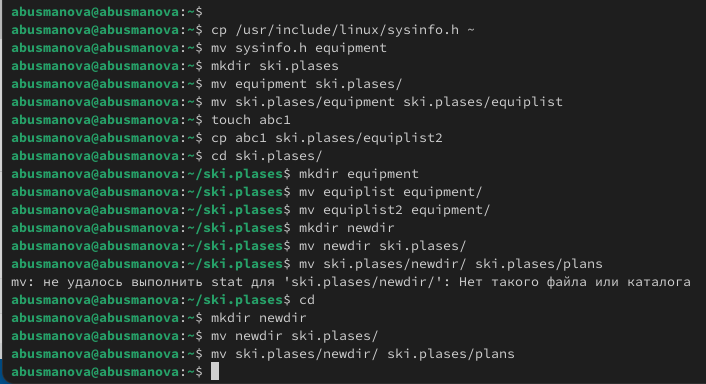 abusmanova@abusmanova:~$
abusmanova@abusmanova:~$ cp /usr/include/linux/sysinfo.h ~
abusmanova@abusmanova:~$ mv sysinfo.h equipment
abusmanova@abusmanova:~$ mkdir ski.plases
abusmanova@abusmanova:~$ mv equipment ski.plases/
abusmanova@abusmanova:~$ mv ski.plases/equipment ski.plases/equiplist
abusmanova@abusmanova:~$ touch abc1
abusmanova@abusmanova:~$ cp abc1 ski.plases/equiplist2
abusmanova@abusmanova:~$ cd ski.plases/
abusmanova@abusmanova:~/ski.plases$ mkdir equipment
abusmanova@abusmanova:~/ski.plases$ mv equiplist equipment/
abusmanova@abusmanova:~/ski.plases$ mv equiplist2 equipment/
abusmanova@abusmanova:~/ski.plases$ mkdir newdir
abusmanova@abusmanova:~/ski.plases$ mv newdir ski.plases/
abusmanova@abusmanova:~/ski.plases$ mv ski.plases/newdir/ ski.plases/plans
mv: не удалось выполнить stat для 'ski.plases/newdir/': Нет такого файла или каталога
abusmanova@abusmanova:~/ski.plases$ cd
abusmanova@abusmanova:~$ mkdir newdir
abusmanova@abusmanova:~$ mv newdir ski.plases/
abusmanova@abusmanova:~$ mv ski.plases/newdir/ ski.plases/plans
abusmanova@abusmanova:~$